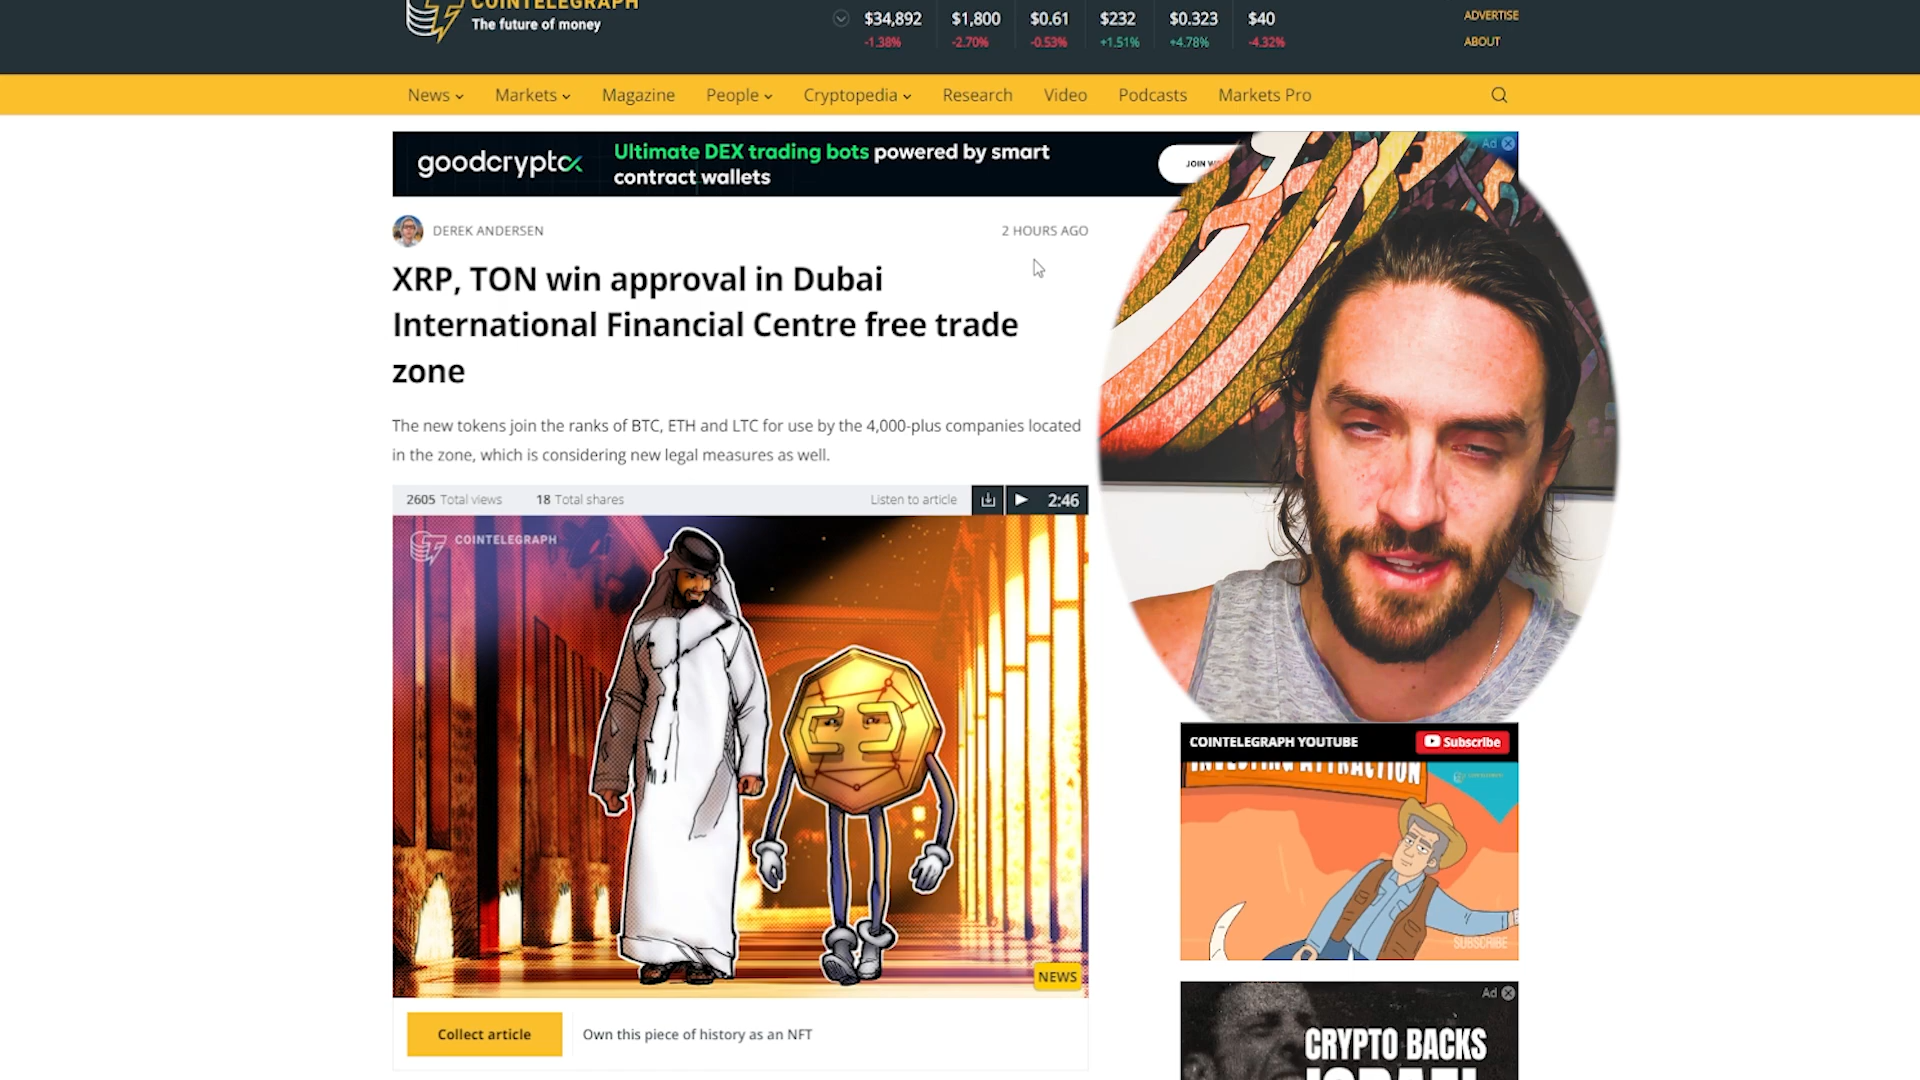 COINTELEGRAPH
The future of money
$34,892
$1,800
$0.61
$232
$0.323
$40
-1.38%
-2.70%
-0.53%
+1.51%
+4.78%
-4.32%
ADVERTISE
ABOUT
News
Markets
Magazine
People
Cryptopedia
Research
Video
Podcasts
Markets Pro
goodcrypto
Ultimate DEX trading bots powered by smart
contract wallets
JOIN
Ad
DEREK ANDERSEN
2 HOURS AGO
XRP, TON win approval in Dubai
International Financial Centre free trade
zone
The new tokens join the ranks of BTC, ETH and LTC for use by the 4,000-plus companies located
in the zone, which is considering new legal measures as well.
2605 Total views
18 Total shares
Listen to article
2:46
COINTELEGRAPH
NEWS
Collect article
Own this piece of history as an NFT
COINTELEGRAPH YOUTUBE
Subscribe
INVESTING ATTRACTION
SUBSCRIBE
Ad
CRYPTO BACKS
ISRAEL